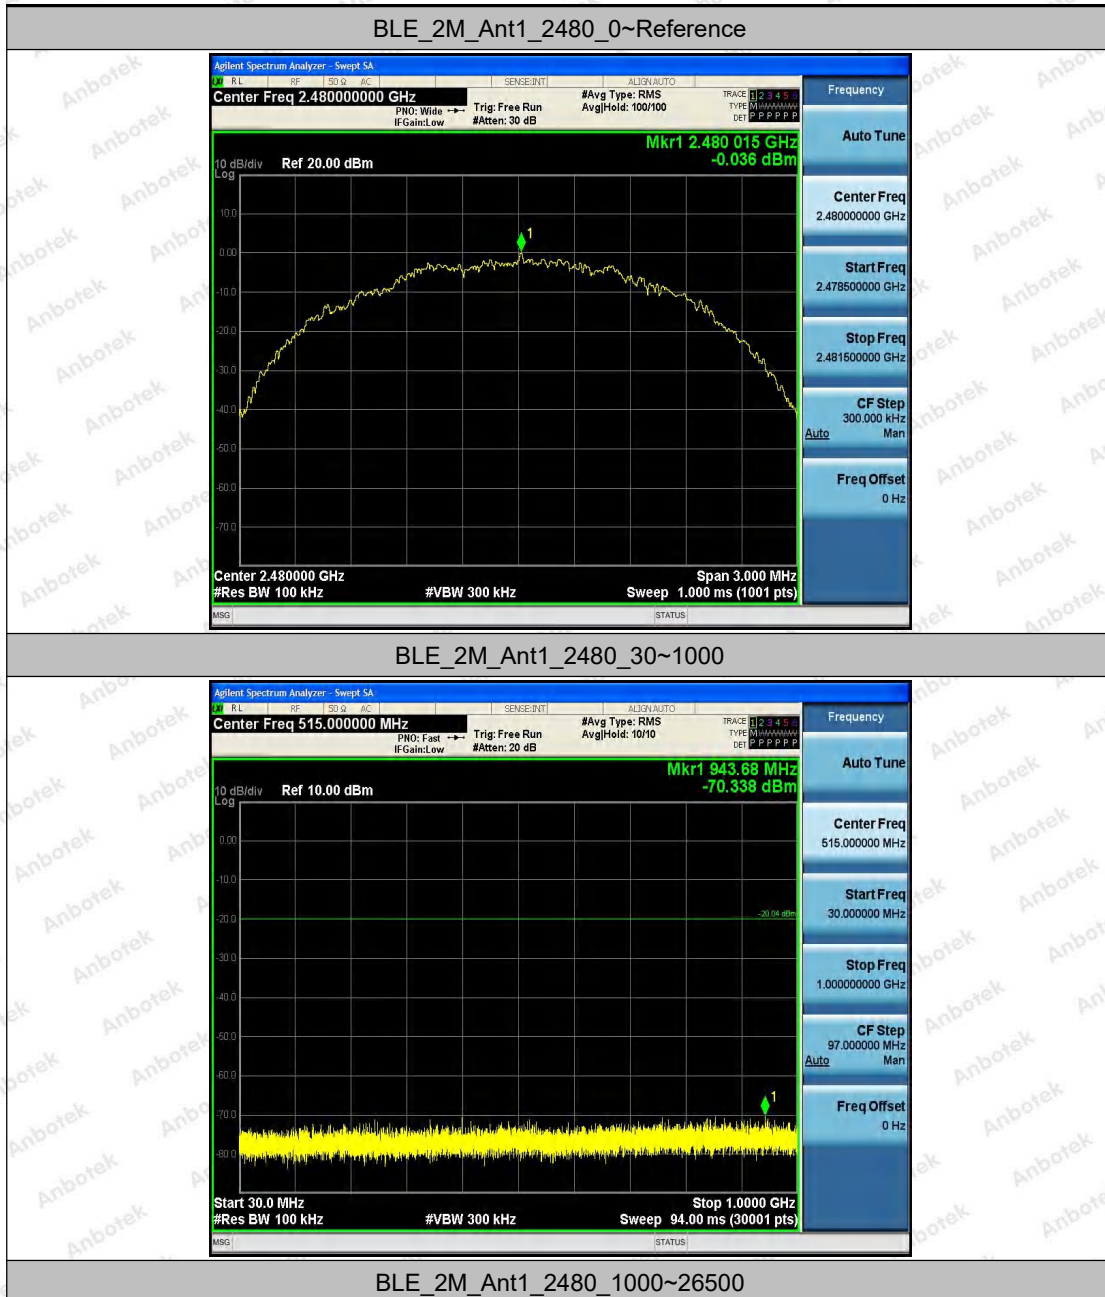 BLE_2M_Ant1_2480_0~Reference
Agilent Spectrum Analyzer - Swept SA
RL RF 50 Ω AC SENSE:INT ALIGN AUTO
Center Freq 2.480000000 GHz
PNO: Wide
IFGain:Low
Trig: Free Run
#Atten: 30 dB
#Avg Type: RMS
Avg|Hold: 100/100
TRACE 1 2 3 4 5 6
TYPE M
DET P P P P P P
Mkr1 2.480 015 GHz
-0.036 dBm
10 dB/div Ref 20.00 dBm
Log
10.0
0.00
-10.0
-20.0
-30.0
-40.0
-50.0
-60.0
-70.0
1
Center 2.480000 GHz Span 3.000 MHz
#Res BW 100 kHz #VBW 300 kHz Sweep 1.000 ms (1001 pts)
MSG STATUS
Frequency
Auto Tune
Center Freq
2.480000000 GHz
Start Freq
2.478500000 GHz
Stop Freq
2.481500000 GHz
CF Step
300.000 kHz
Auto Man
Freq Offset
0 Hz
BLE_2M_Ant1_2480_30~1000
Agilent Spectrum Analyzer - Swept SA
RL RF 50 Ω AC SENSE:INT ALIGN AUTO
Center Freq 515.000000 MHz
PNO: Fast
IFGain:Low
Trig: Free Run
#Atten: 20 dB
#Avg Type: RMS
Avg|Hold: 10/10
TRACE 1 2 3 4 5 6
TYPE M
DET P P P P P P
Mkr1 943.68 MHz
-70.338 dBm
10 dB/div Ref 10.00 dBm
Log
0.00
-10.0
-20.0
-30.0
-40.0
-50.0
-60.0
-70.0
-80.0
-20.04 dBm
1
Start 30.0 MHz Stop 1.0000 GHz
#Res BW 100 kHz #VBW 300 kHz Sweep 94.00 ms (30001 pts)
MSG STATUS
Frequency
Auto Tune
Center Freq
515.000000 MHz
Start Freq
30.000000 MHz
Stop Freq
1.000000000 GHz
CF Step
97.000000 MHz
Auto Man
Freq Offset
0 Hz
BLE_2M_Ant1_2480_1000~26500
Anbotek